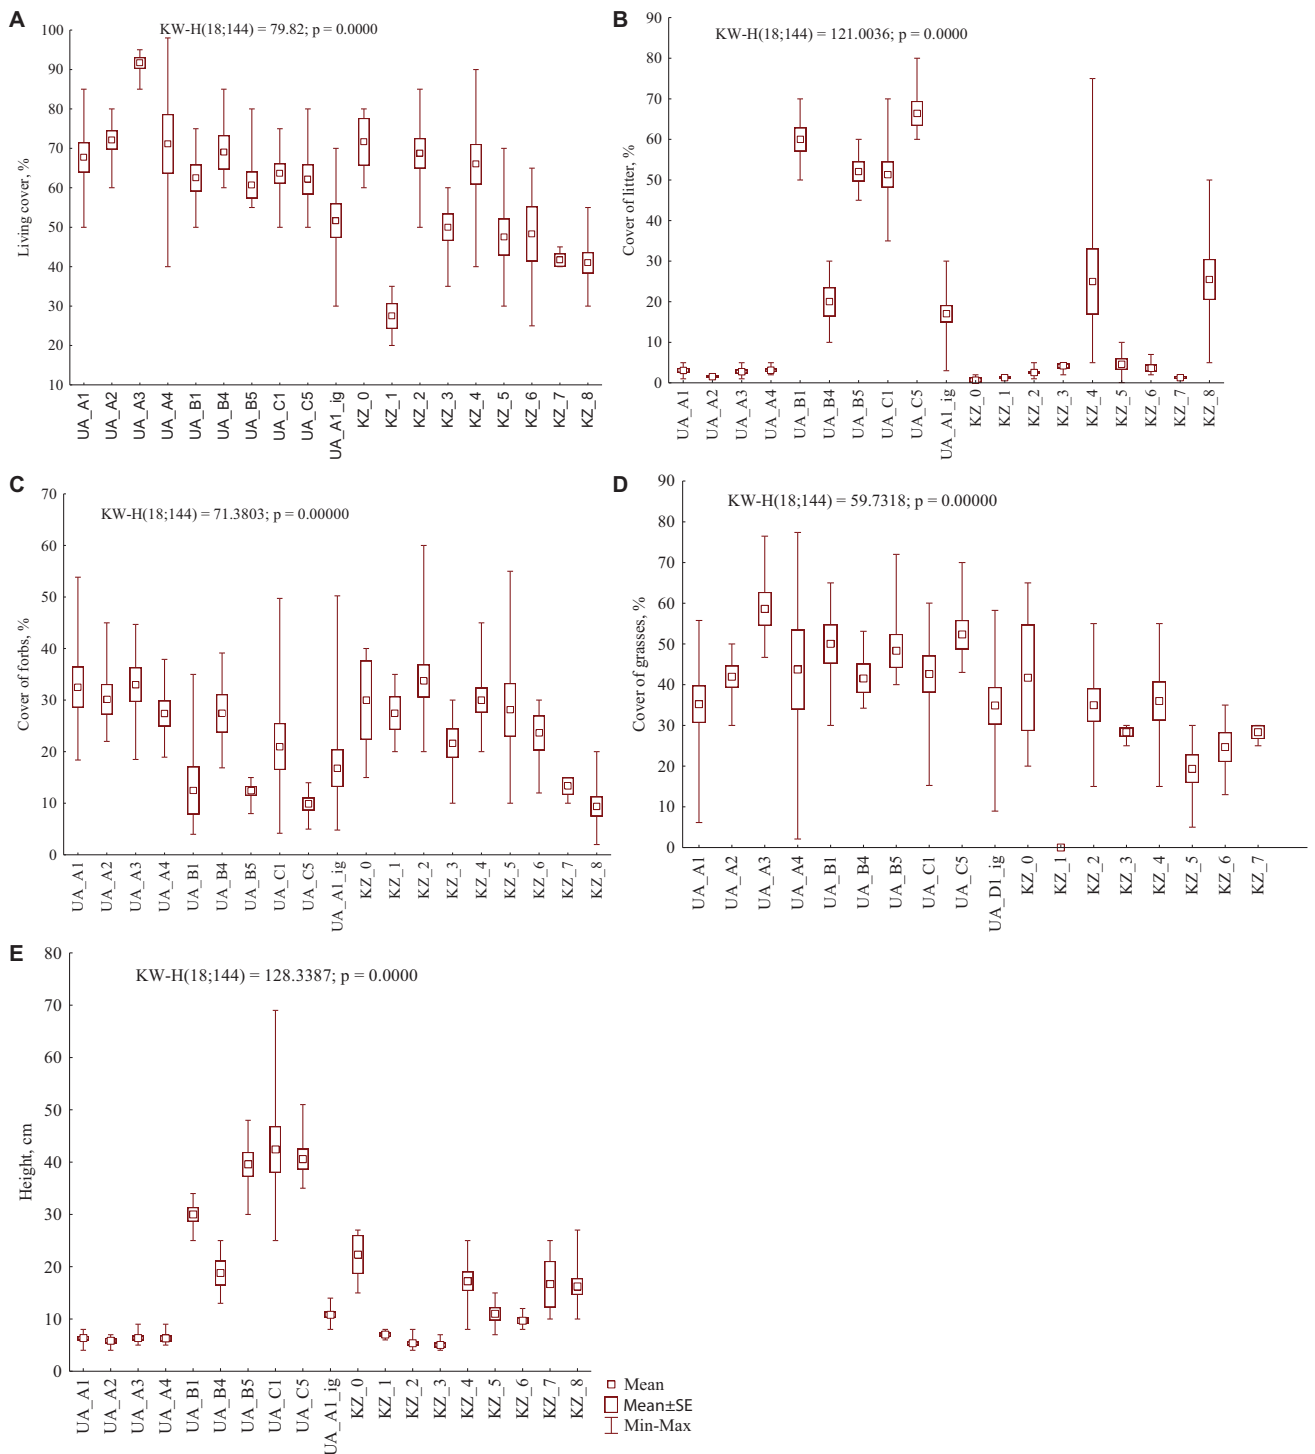 A
KW-H(18;144) = 79.82; p = 0.0000
Living cover, %
100
90
80
70
60
50
40
30
20
10
UA_A1
UA_A2
UA_A3
UA_A4
UA_B1
UA_B4
UA_B5
UA_C1
UA_C5
UA_A1_ig
KZ_0
KZ_1
KZ_2
KZ_3
KZ_4
KZ_5
KZ_6
KZ_7
KZ_8
B
KW-H(18;144) = 121.0036; p = 0.0000
Cover of litter, %
90
80
70
60
50
40
30
20
10
0
UA_A1
UA_A2
UA_A3
UA_A4
UA_B1
UA_B4
UA_B5
UA_C1
UA_C5
UA_A1_ig
KZ_0
KZ_1
KZ_2
KZ_3
KZ_4
KZ_5
KZ_6
KZ_7
KZ_8
C
KW-H(18;144) = 71.3803; p = 0.00000
Cover of forbs, %
70
60
50
40
30
20
10
0
UA_A1
UA_A2
UA_A3
UA_A4
UA_B1
UA_B4
UA_B5
UA_C1
UA_C5
UA_A1_ig
KZ_0
KZ_1
KZ_2
KZ_3
KZ_4
KZ_5
KZ_6
KZ_7
KZ_8
D
KW-H(18;144) = 59.7318; p = 0.00000
Cover of grasses, %
90
80
70
60
50
40
30
20
10
0
UA_A1
UA_A2
UA_A3
UA_A4
UA_B1
UA_B4
UA_B5
UA_C1
UA_C5
UA_D1_ig
KZ_0
KZ_1
KZ_2
KZ_3
KZ_4
KZ_5
KZ_6
KZ_7
E
KW-H(18;144) = 128.3387; p = 0.0000
Height, cm
80
70
60
50
40
30
20
10
0
UA_A1
UA_A2
UA_A3
UA_A4
UA_B1
UA_B4
UA_B5
UA_C1
UA_C5
UA_A1_ig
KZ_0
KZ_1
KZ_2
KZ_3
KZ_4
KZ_5
KZ_6
KZ_7
KZ_8
Mean
Mean±SE
Min-Max